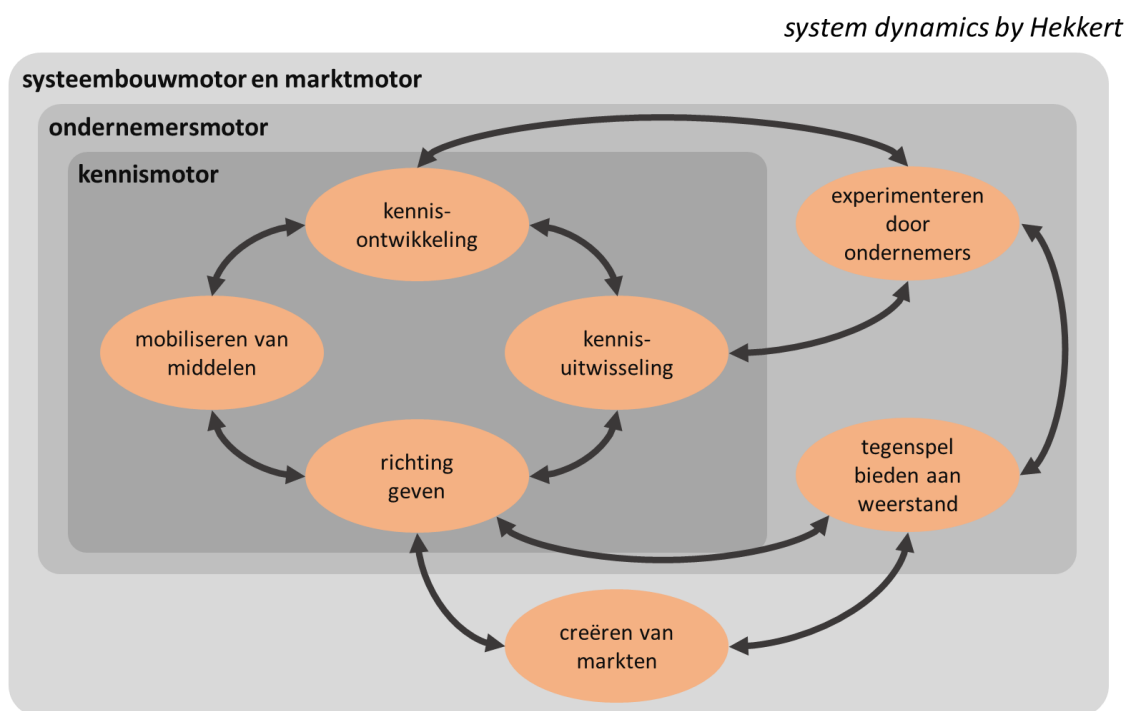 system dynamics by Hekkert
systeembouwmotor en marktmotor
ondernemersmotor
kennismotor
kennis-
ontwikkeling
experimenteren
door
ondernemers
mobiliseren van
middelen
kennis-
uitwisseling
richting
geven
tegenspel
bieden aan
weerstand
creëren van
markten